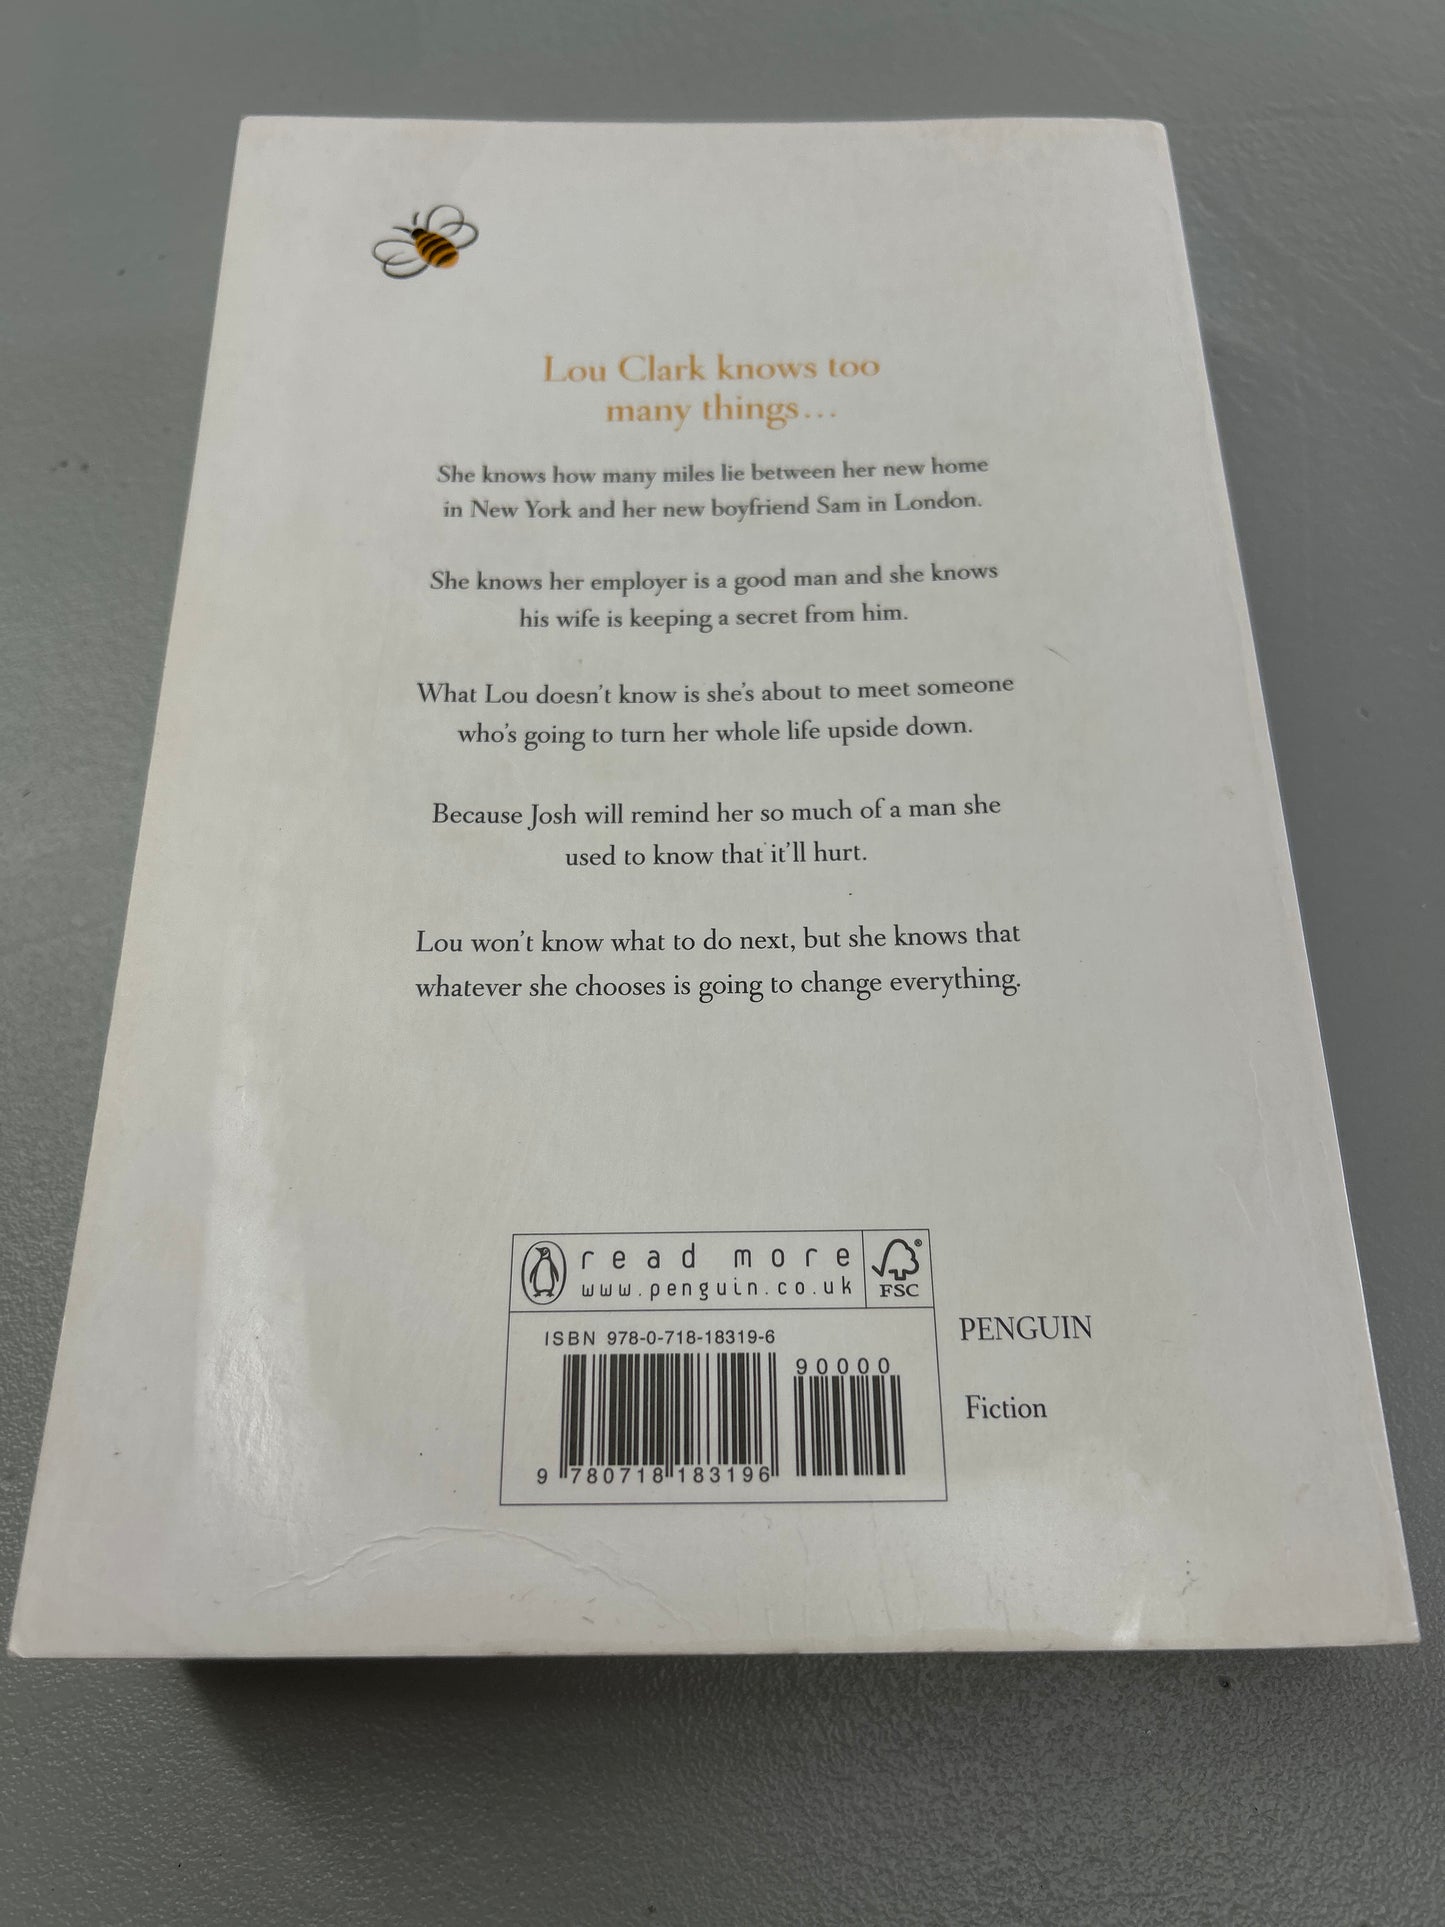 Lou Clark knows too
many things...
She knows how many miles lie between her new home
in New York and her new boyfriend Sam in London.
She knows her employer is a good man and she knows
his wife is keeping a secret from him.
What Lou doesn't know is she's about to meet someone
who's going to turn her whole life upside down.
Because Josh will remind her so much of a man she
used to know that it'll hurt.
Lou won't know what to do next, but she knows that
whatever she chooses is going to change everything.
read more
www.penguin.co.uk
®
FSC
ISBN 978-0-718-18319-6
90000
9 780718 183196
PENGUIN
Fiction